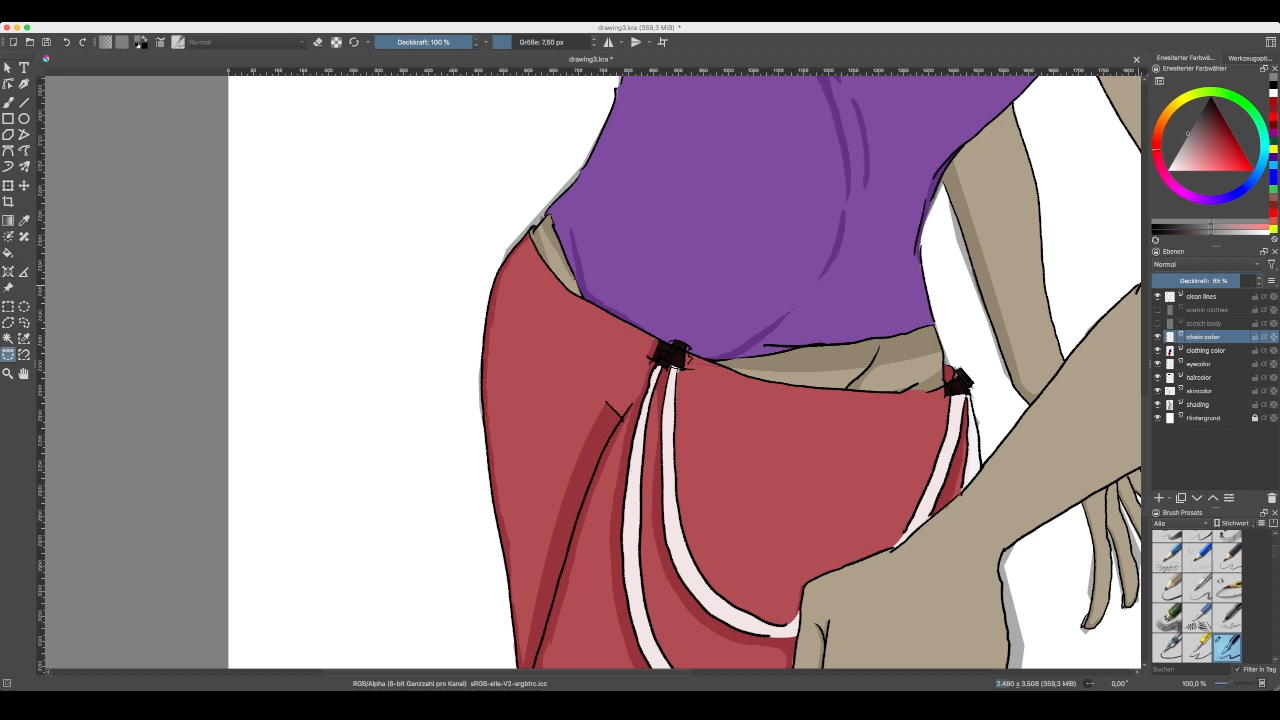 drawing3.kra (359,3 MiB) *
Normal
Deckkraft: 100 %
Größe: 7,50 px
drawing3.kra *
Erweiterter Farbwä...
Werkzeugopti...
Erweiterter Farbwähler
Ebenen
Normal
Deckkraft: 85 %
clean lines
scetch clothes
scetch body
chain color
clothing color
eyecolor
haircolor
skincolor
shading
Hintergrund
Brush Presets
Alle
Stichwort
Suchen
Filter in Tag
RGB/Alpha (8-bit Ganzzahl pro Kanal) sRGB-elle-V2-srgbtrc.icc
2.480 x 3.508 (359,3 MiB)
0,00°
100,0 %